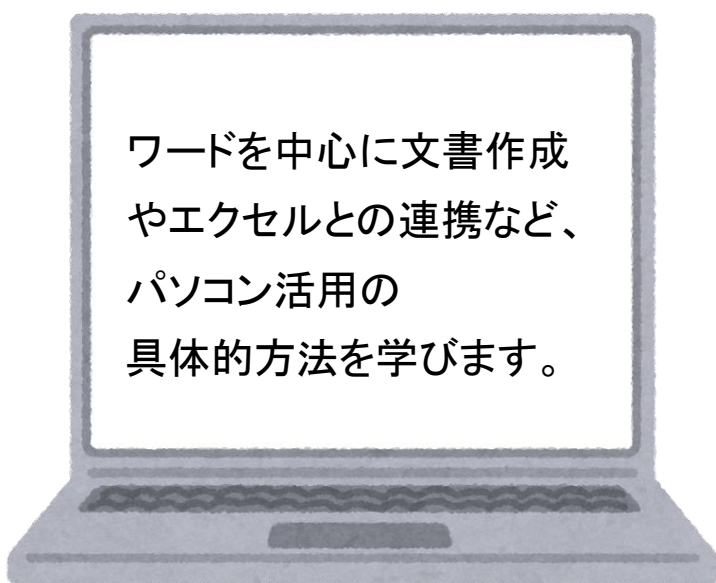 ワードを中心に文書作成
やエクセルとの連携など、
パソコン活用の
具体的方法を学びます。